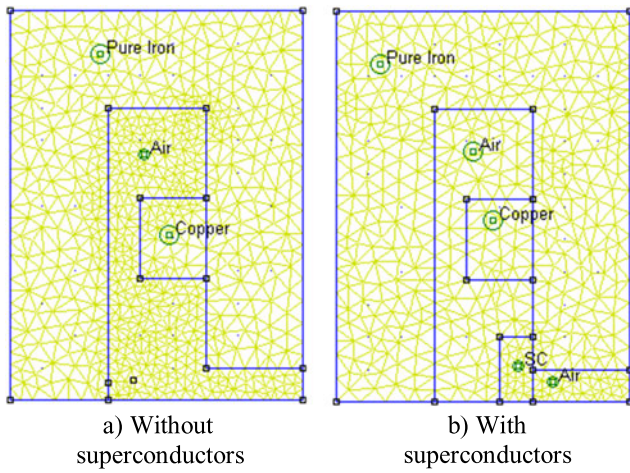 Pure Iron
Air
Copper
Pure Iron
Air
Copper
SC
Air
a) Without
superconductors
b) With
superconductors